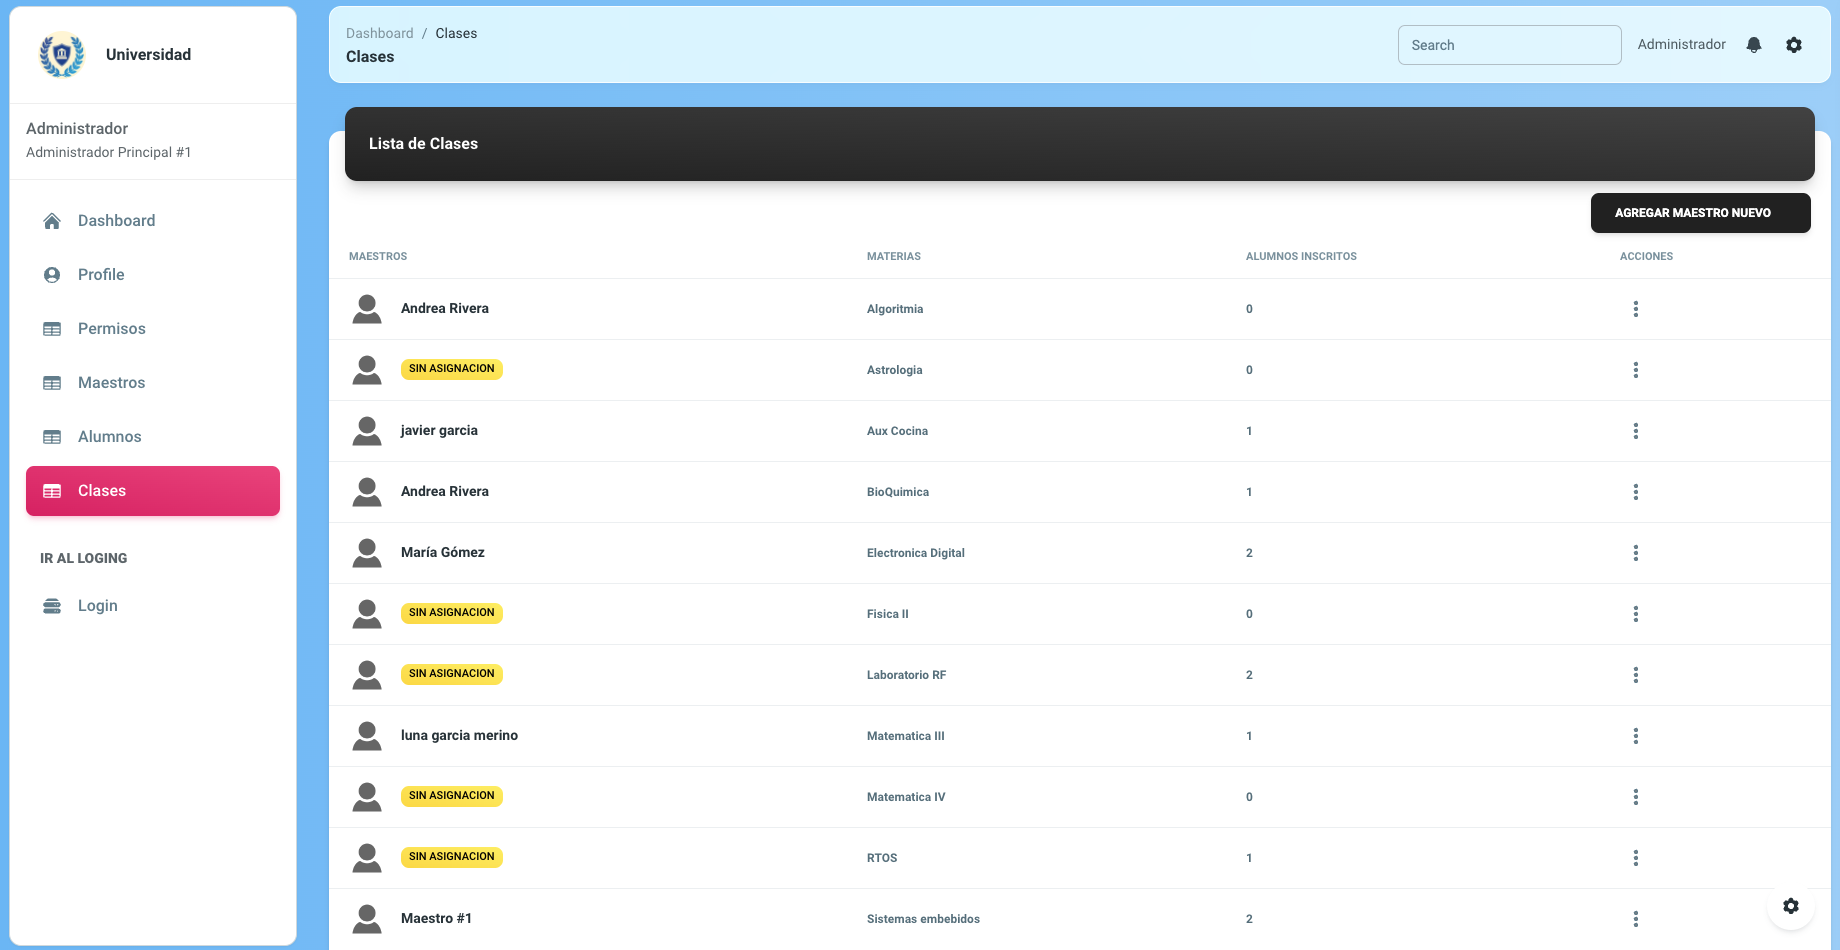 Universidad
Administrador
Administrador Principal #1
Dashboard
Profile
Permisos
Maestros
Alumnos
Clases
IR AL LOGING
Login
Dashboard / Clases
Clases
Search
Administrador
Lista de Clases
AGREGAR MAESTRO NUEVO
MAESTROS MATERIAS ALUMNOS INSCRITOS ACCIONES
Andrea Rivera Algoritmia 0
SIN ASIGNACION Astrologia 0
javier garcia Aux Cocina 1
Andrea Rivera BioQuimica 1
María Gómez Electronica Digital 2
SIN ASIGNACION Fisica II 0
SIN ASIGNACION Laboratorio RF 2
luna garcia merino Matematica III 1
SIN ASIGNACION Matematica IV 0
SIN ASIGNACION RTOS 1
Maestro #1 Sistemas embebidos 2